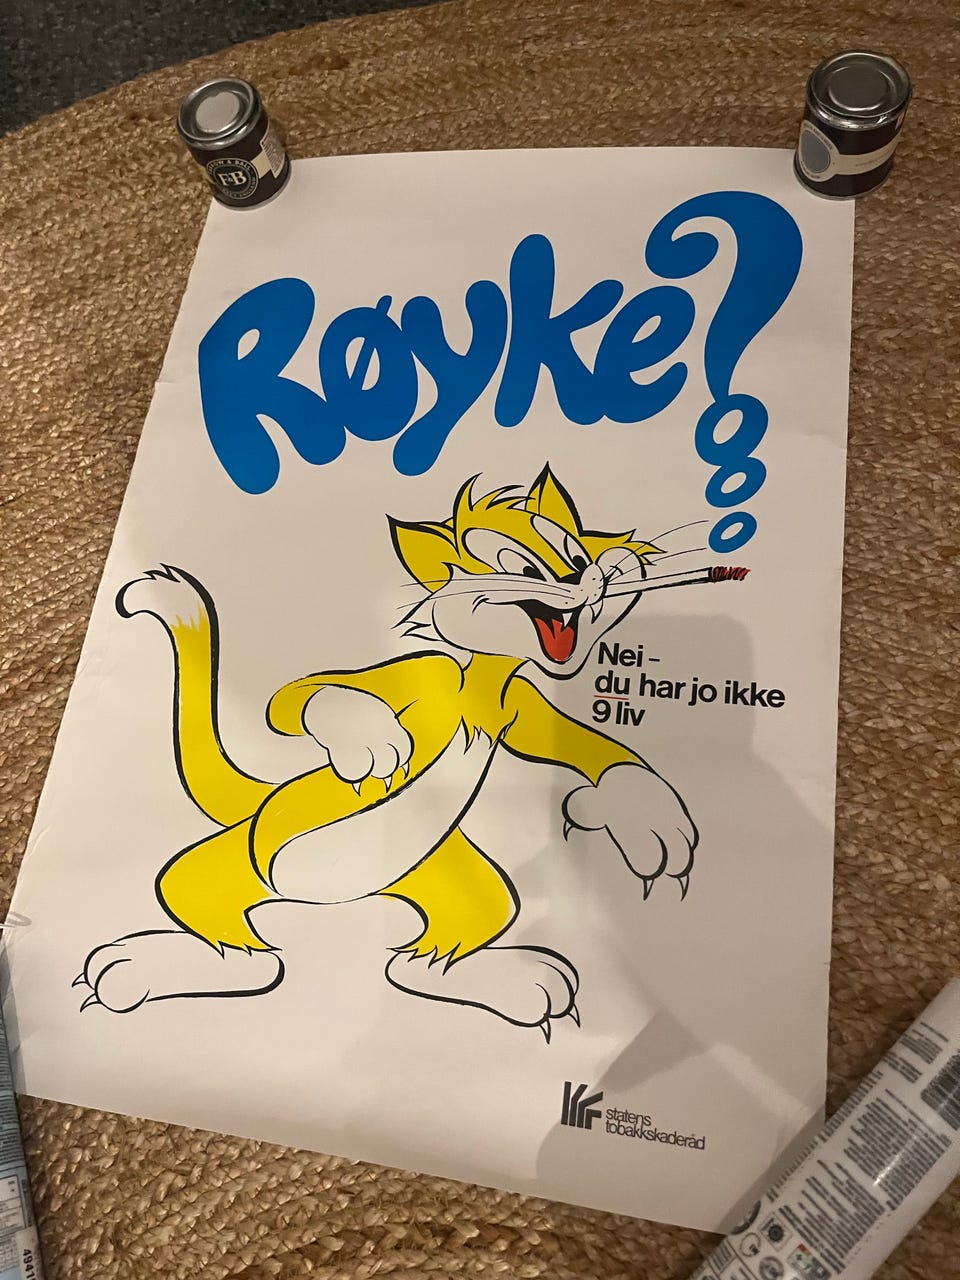 F&B
Røyke?
Nei –
du har jo ikke
9 liv
statens
tobakkskaderåd